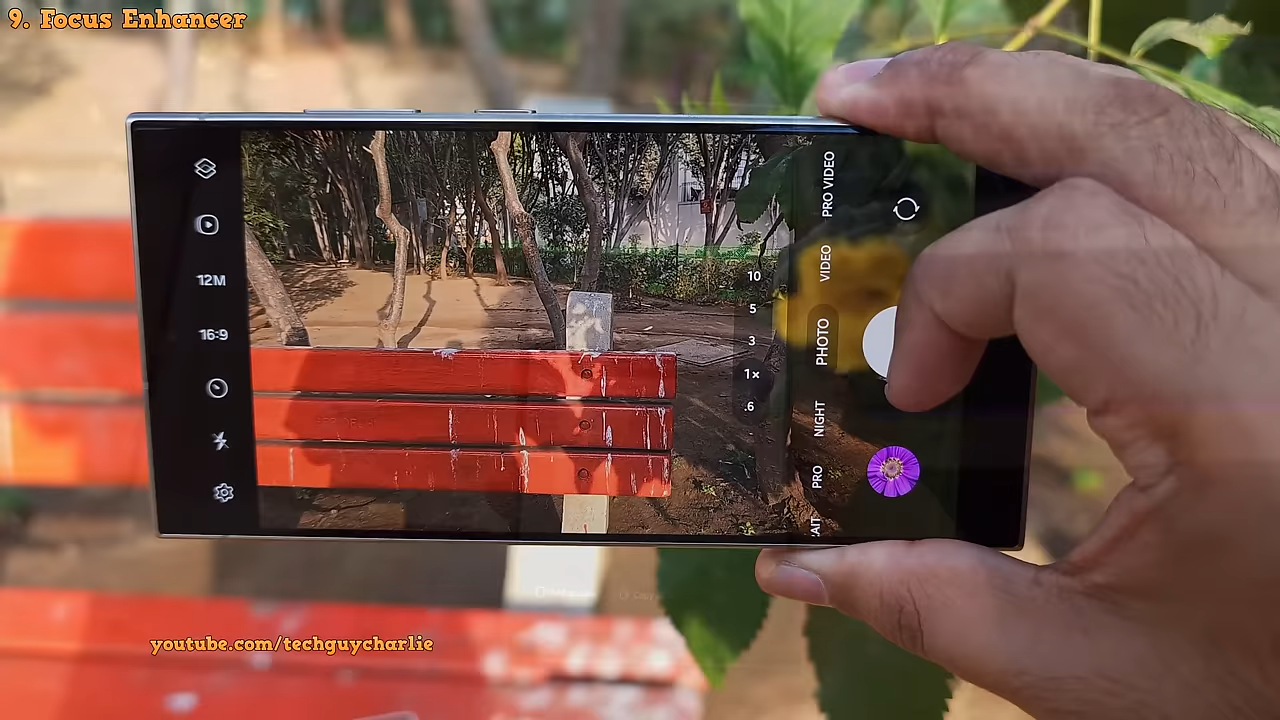 9. Focus Enhancer
12M
16:9
10
5
3
1×
.6
PRO VIDEO
VIDEO
PHOTO
NIGHT
PRO
AIT
youtube.com/techguycharlie